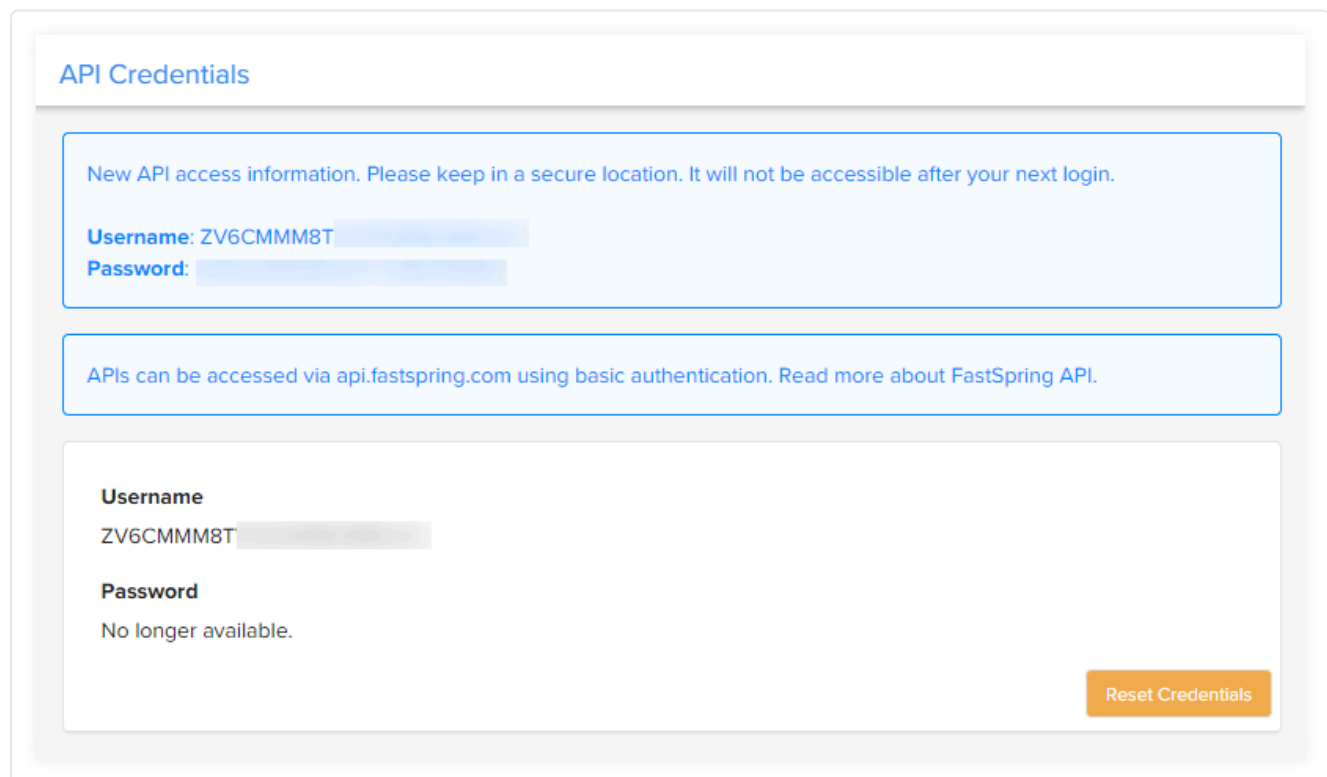 API Credentials
New API access information. Please keep in a secure location. It will not be accessible after your next login.
Username: ZV6CMMM8T
Password:
APIs can be accessed via api.fastspring.com using basic authentication. Read more about FastSpring API.
Username
ZV6CMMM8T
Password
No longer available.
Reset Credentials